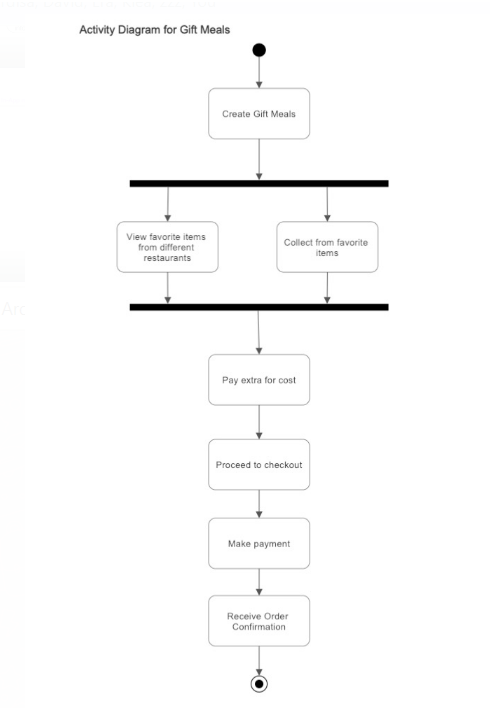 Activity Diagram for Gift Meals
Create Gift Meals
View favorite items
from different
restaurants
Collect from favorite
items
Pay extra for cost
Proceed to checkout
Make payment
Receive Order
Confirmation